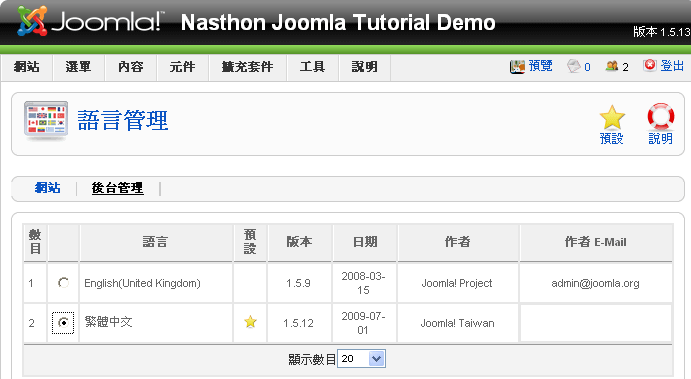 Joomla!™ Nasthon Joomla Tutorial Demo
版本 1.5.13
網站 選單 內容 元件 擴充套件 工具 說明 預覽 0 2 登出
語言管理
預設 說明
網站 後台管理
數目 語言 預設 版本 日期 作者 作者 E-Mail
1 English(United Kingdom) 1.5.9 2008-03-15 Joomla! Project admin@joomla.org
2 繁體中文 1.5.12 2009-07-01 Joomla! Taiwan
顯示數目 20